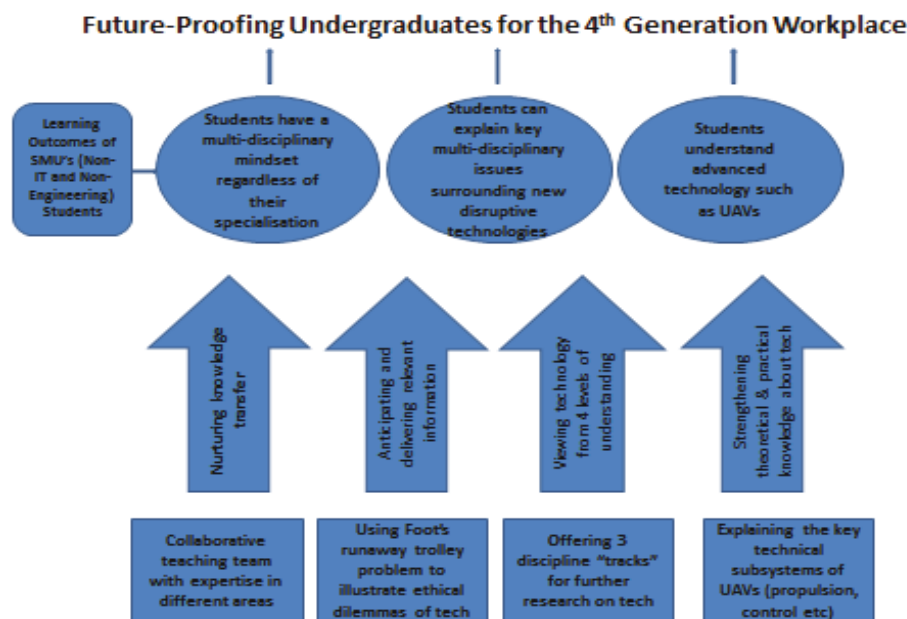 Future-Proofing Undergraduates for the 4th Generation Workplace
Learning
Outcomes of
SMU's (Non-
IT and Non-
Engineering)
Students
Students have a
multi-disciplinary
mindset
regardless of
their
specialisation
Students can
explain key
multi-disciplinary
issues
surrounding new
disruptive
technologies
Students
understand
advanced
technology such
as UAVs
Nurturing knowledge
transfer
Anticipating and
delivering relevant
information
Viewing technology
from 4 levels of
understanding
Strengthening
theoretical & practical
knowledge about tech
Collaborative
teaching team
with expertise in
different areas
Using Foot's
runaway trolley
problem to
illustrate ethical
dilemmas of tech
Offering 3
discipline "tracks"
for further
research on tech
Explaining the key
technical
subsystems of
UAVs (propulsion,
control etc)